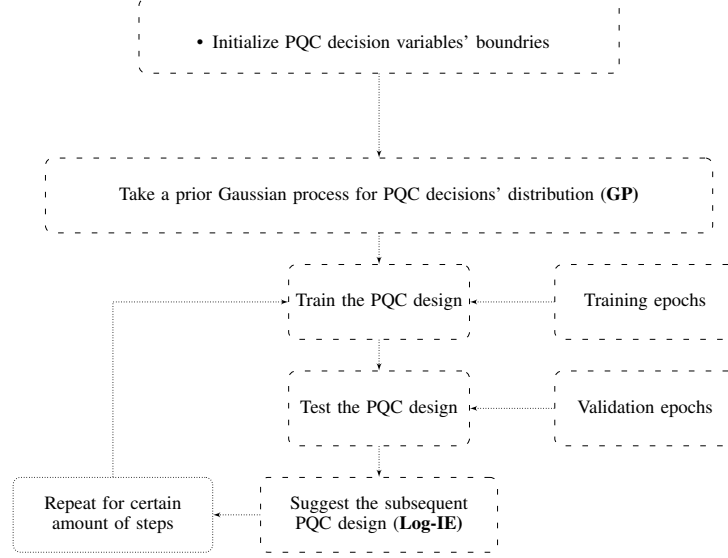 • Initialize PQC decision variables’ boundries
Take a prior Gaussian process for PQC decisions’ distribution (GP)
Train the PQC design
Training epochs
Test the PQC design
Validation epochs
Repeat for certain
amount of steps
Suggest the subsequent
PQC design (Log-IE)